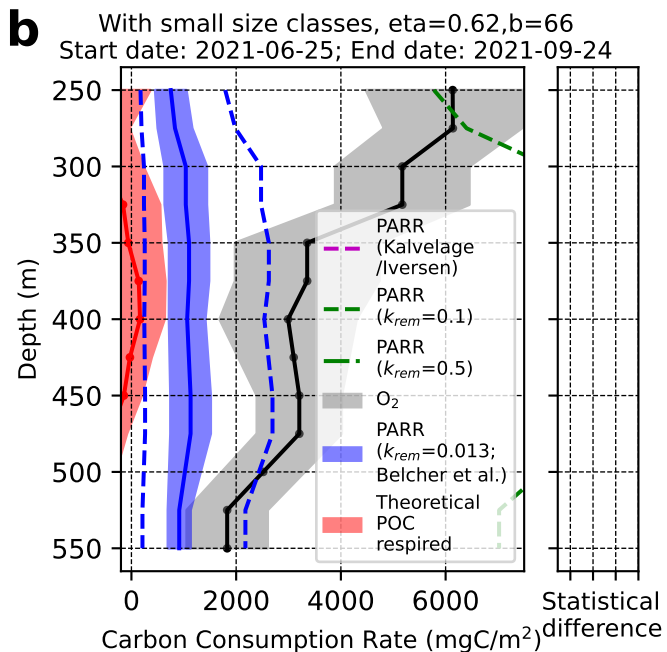 b
With small size classes, eta=0.62,b=66
Start date: 2021-06-25; End date: 2021-09-24
250
300
350
400
450
500
550
Depth (m)
PARR
(Kalvelage
/Iversen)
PARR
(k_rem=0.1)
PARR
(k_rem=0.5)
O₂
PARR
(k_rem=0.013;
Belcher et al.)
Theoretical
POC
respired
0 2000 4000 6000
Carbon Consumption Rate (mgC/m²)
Statistical
difference